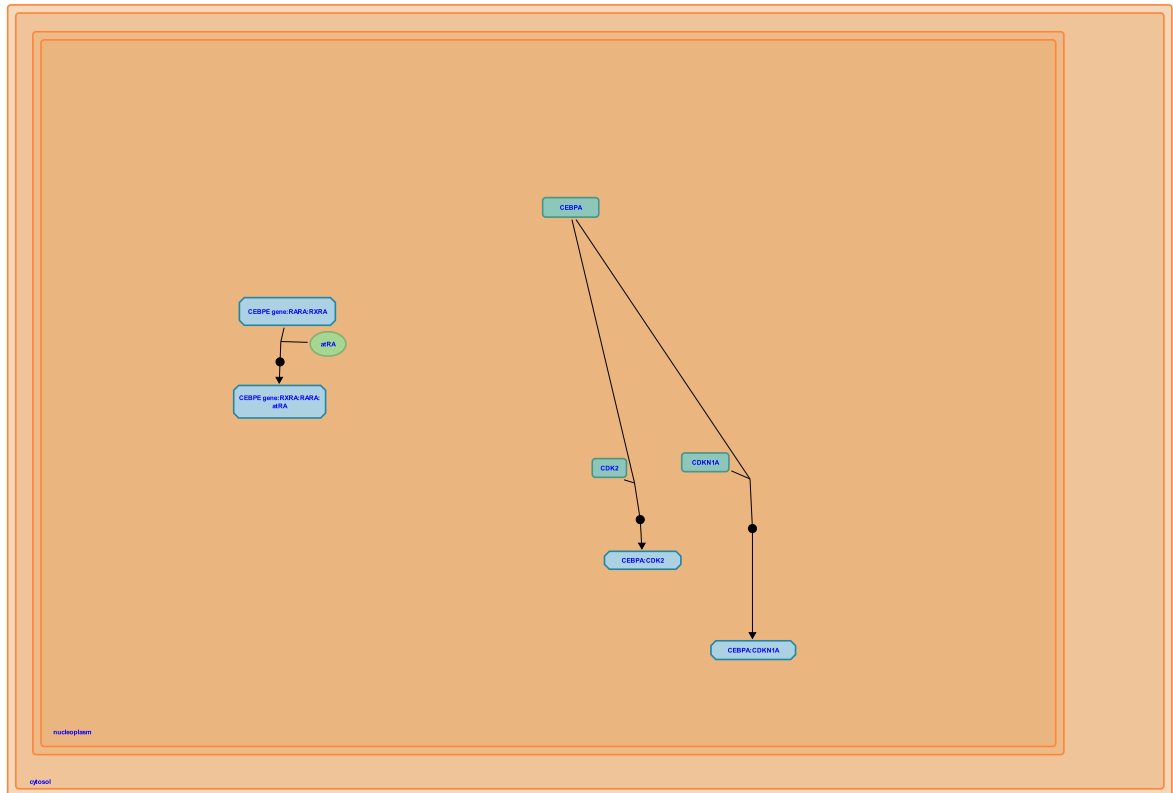 CEBPA
CEBPE gene:RARA:RXRA
atRA
CEBPE gene:RXRA:RARA:
atRA
CDKN1A
CDK2
CEBPA:CDK2
CEBPA:CDKN1A
nucleoplasm
cytosol